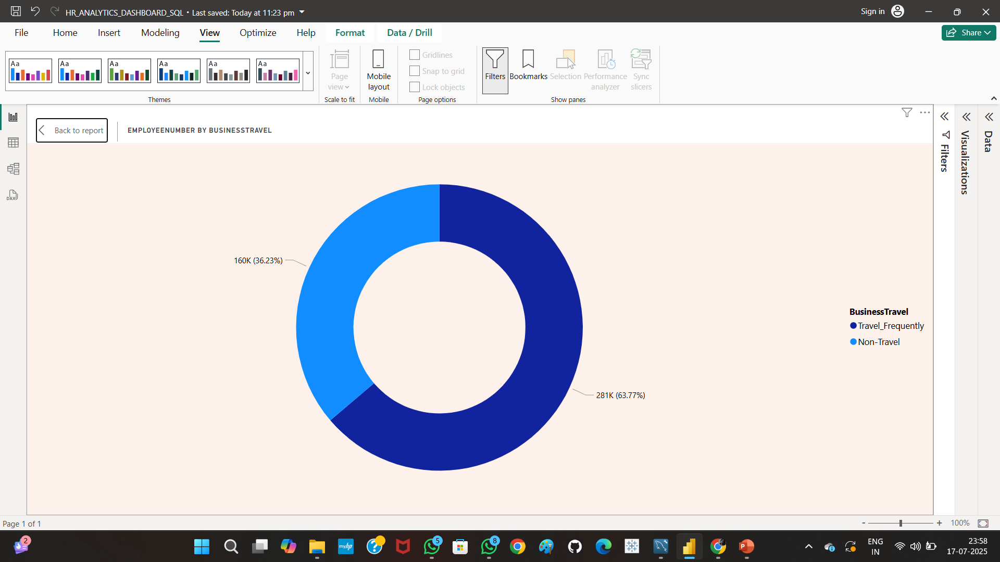 HR_ANALYTICS_DASHBOARD_SQL • Last saved: Today at 11:23 pm
Sign in
File Home Insert Modeling View Optimize Help Format Data / Drill
Share
Aa Aa Aa Aa Aa Aa
Page view
Mobile layout
Gridlines
Snap to grid
Lock objects
Filters
Bookmarks
Selection
Performance analyzer
Sync slicers
Themes
Scale to fit
Mobile
Page options
Show panes
Back to report
EMPLOYEENUMBER BY BUSINESSTRAVEL
Filters
Visualizations
Data
DAX
160K (36.23%)
281K (63.77%)
BusinessTravel
Travel_Frequently
Non-Travel
Page 1 of 1
- + 100%
2
myhp
?
5
8
P
ENG
IN
23:58
17-07-2025